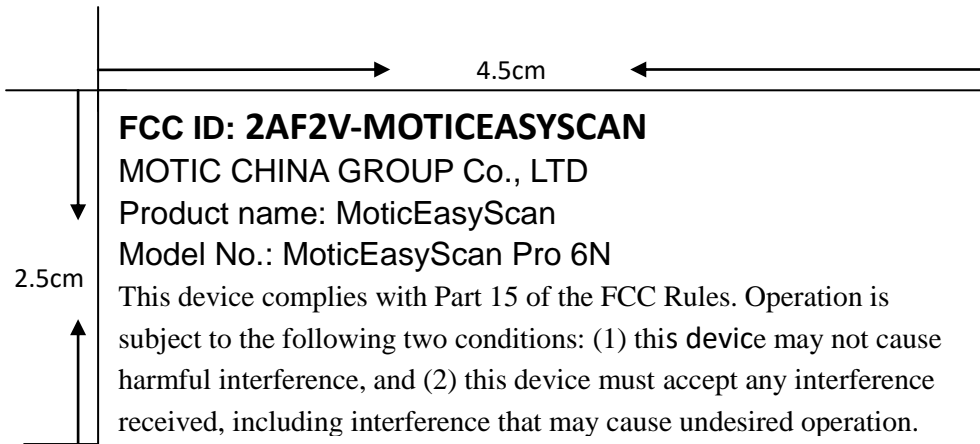 4.5cm
FCC ID: 2AF2V-MOTICEASYSCAN
MOTIC CHINA GROUP Co., LTD
Product name: MoticEasyScan
Model No.: MoticEasyScan Pro 6N
2.5cm
This device complies with Part 15 of the FCC Rules. Operation is
subject to the following two conditions: (1) this device may not cause
harmful interference, and (2) this device must accept any interference
received, including interference that may cause undesired operation.